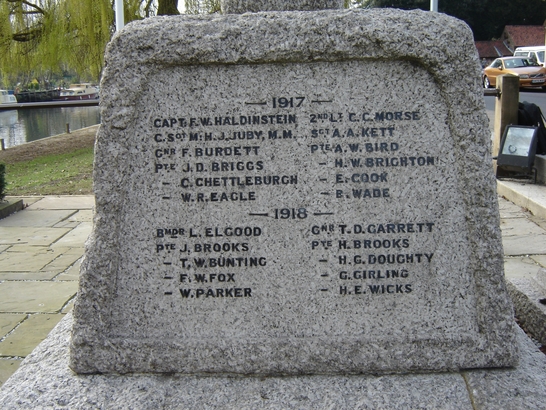 — 1917 —
CAPT. F.W. HALDINSTEIN
C. SGT M. H.J. JUBY, M.M.
GNR F. BURDETT
PTE J.D. BRIGGS
— C. CHETTLEBURGH
— W.R. EAGLE
2ND LT C.C. MORSE
SGT A.A. KETT
PTE A.W. BIRD
— H.W. BRIGHTON
— E. COOK
— B. WADE
— 1918 —
BMDR L. ELGOOD
PTE J. BROOKS
— T.W. BUNTING
— F.W. FOX
— W. PARKER
GNR T.D. GARRETT
PTE H. BROOKS
— H.G. DOUGHTY
— G. GIRLING
— H.E. WICKS